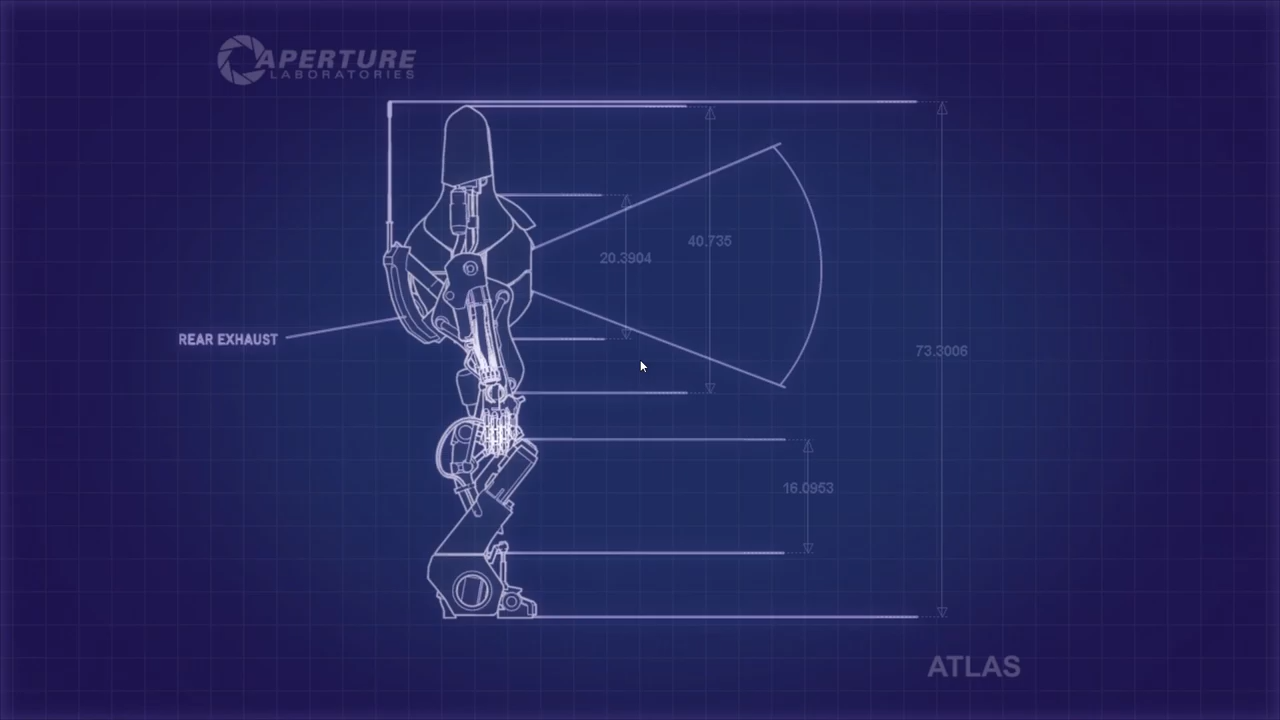 APERTURE
LABORATORIES
40.735
20.3904
REAR EXHAUST
73.3006
16.0953
ATLAS